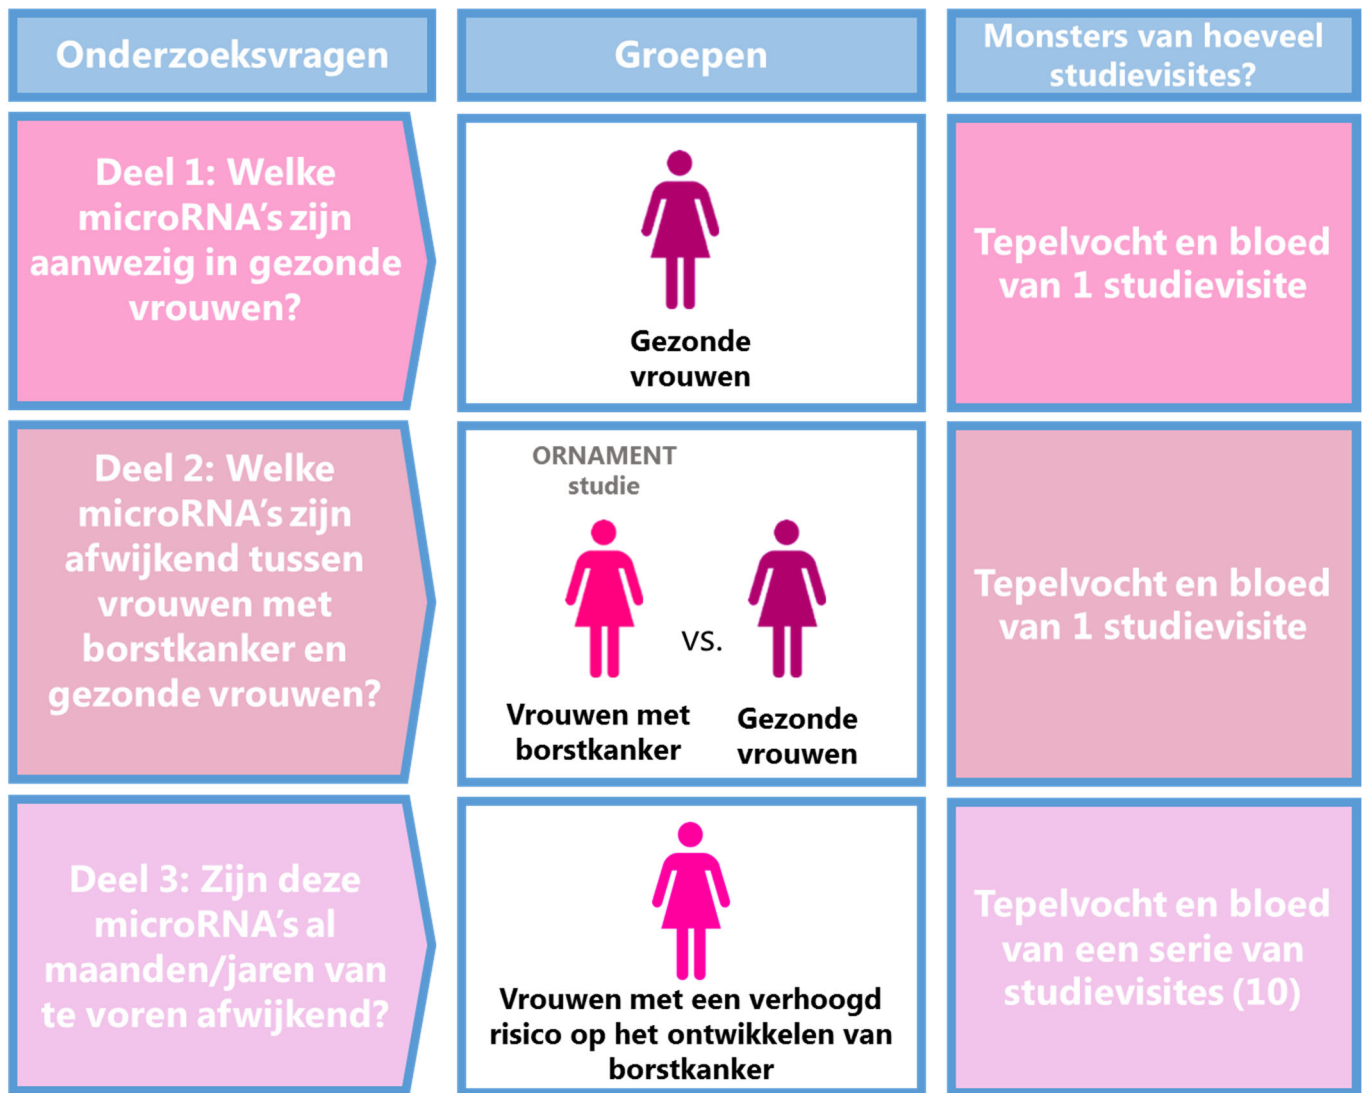 Onderzoeksvragen
Groepen
Monsters van hoeveel
studievisites?
Deel 1: Welke
microRNA’s zijn
aanwezig in gezonde
vrouwen?
Gezonde
vrouwen
Tepelvocht en bloed
van 1 studievisite
Deel 2: Welke
microRNA’s zijn
afwijkend tussen
vrouwen met
borstkanker en
gezonde vrouwen?
ORNAMENT
studie
vs.
Vrouwen met
borstkanker
Gezonde
vrouwen
Tepelvocht en bloed
van 1 studievisite
Deel 3: Zijn deze
microRNA’s al
maanden/jaren van
te voren afwijkend?
Vrouwen met een verhoogd
risico op het ontwikkelen van
borstkanker
Tepelvocht en bloed
van een serie van
studievisites (10)